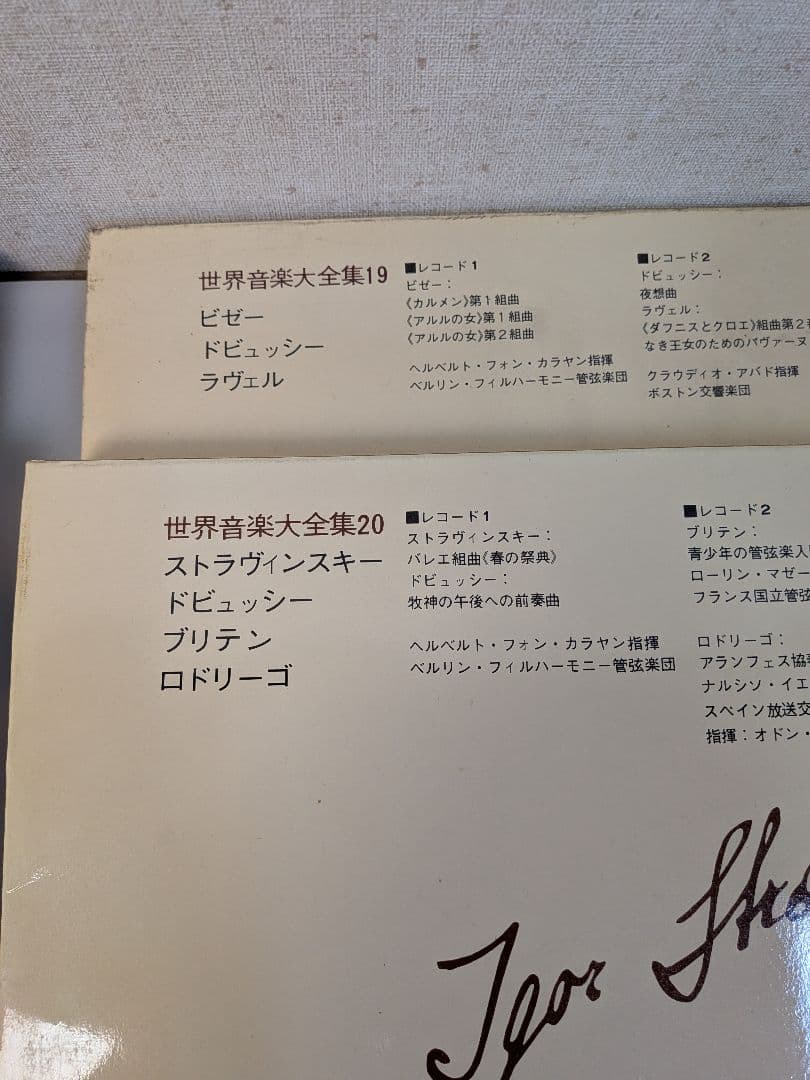 世界音楽大全集19
ビゼー
ドビュッシー
ラヴェル
■レコード1
ビゼー：
《カルメン》第1組曲
《アルルの女》第1組曲
《アルルの女》第2組曲
ヘルベルト・フォン・カラヤン指揮
ベルリン・フィルハーモニー管弦楽団
■レコード2
ドビュッシー：
夜想曲
ラヴェル：
《ダフニスとクロエ》組曲第2
なき王女のためのパヴァーヌ
クラウディオ・アバド指揮
ボストン交響楽団
世界音楽大全集20
ストラヴィンスキー
ドビュッシー
ブリテン
ロドリーゴ
■レコード1
ストラヴィンスキー：
バレエ組曲《春の祭典》
ドビュッシー：
牧神の午後への前奏曲
ヘルベルト・フォン・カラヤン指揮
ベルリン・フィルハーモニー管弦楽団
■レコード2
ブリテン：
青少年の管弦楽入
ローリン・マゼー
フランス国立管弦
ロドリーゴ：
アランフェス協
ナルシソ・イエ
スペイン放送交
指揮：オドン・
Igor Stra